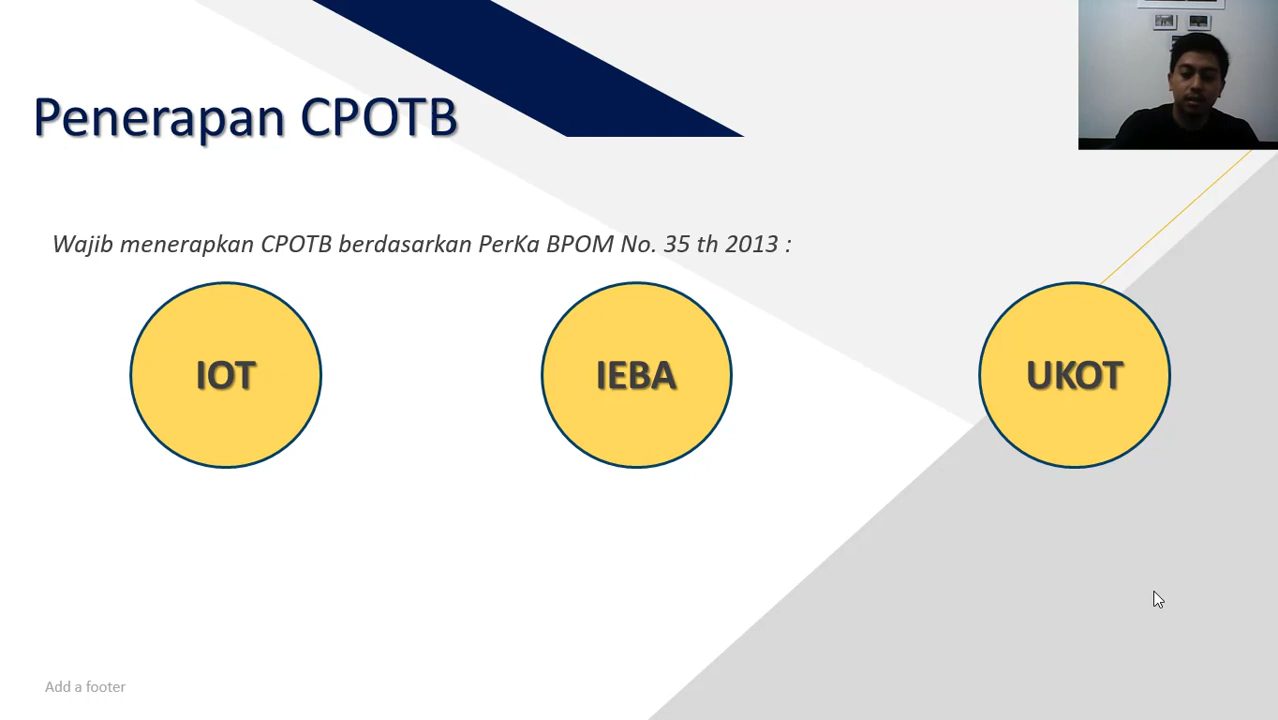 Penerapan CPOTB
Wajib menerapkan CPOTB berdasarkan PerKa BPOM No. 35 th 2013 :
IOT
IEBA
UKOT
Add a footer